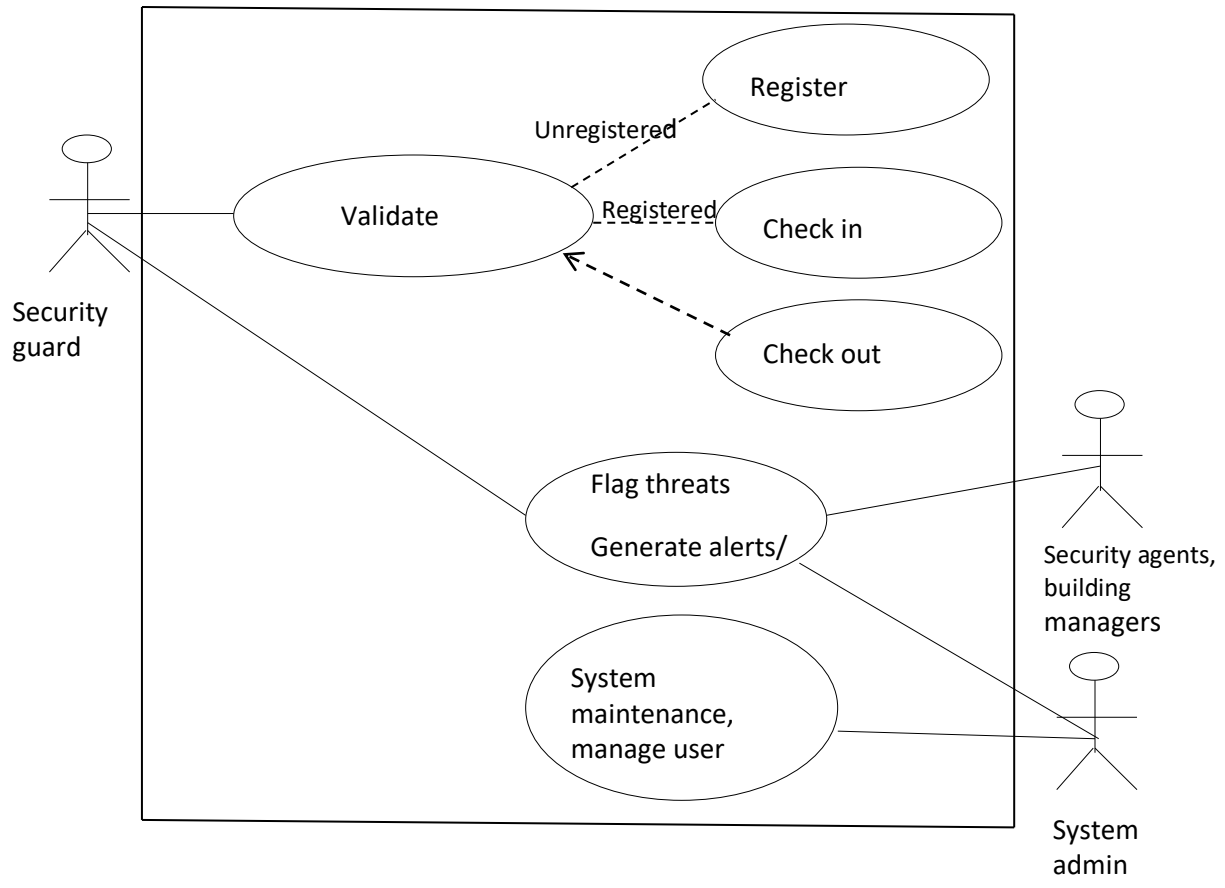 Register
Unregistered
Validate
Registered
Check in
Security
guard
Check out
Flag threats
Generate alerts/
Security agents,
building
managers
System
maintenance,
manage user
System
admin